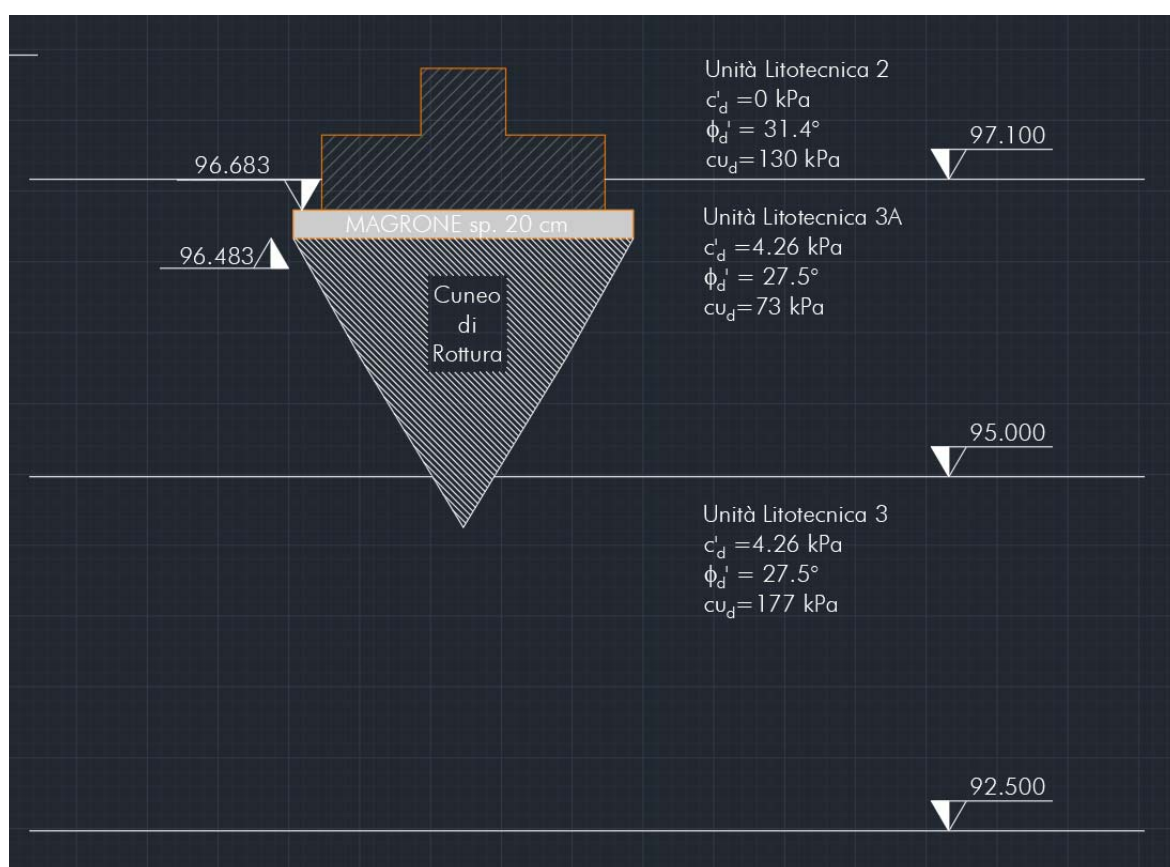 Unità Litotecnica 2
c'd =0 kPa
ϕd' = 31.4°
cud=130 kPa
97.100
96.683
MAGRONE sp. 20 cm
96.483
Unità Litotecnica 3A
c'd =4.26 kPa
ϕd' = 27.5°
cud=73 kPa
Cuneo
di
Rottura
95.000
Unità Litotecnica 3
c'd =4.26 kPa
ϕd' = 27.5°
cud=177 kPa
92.500